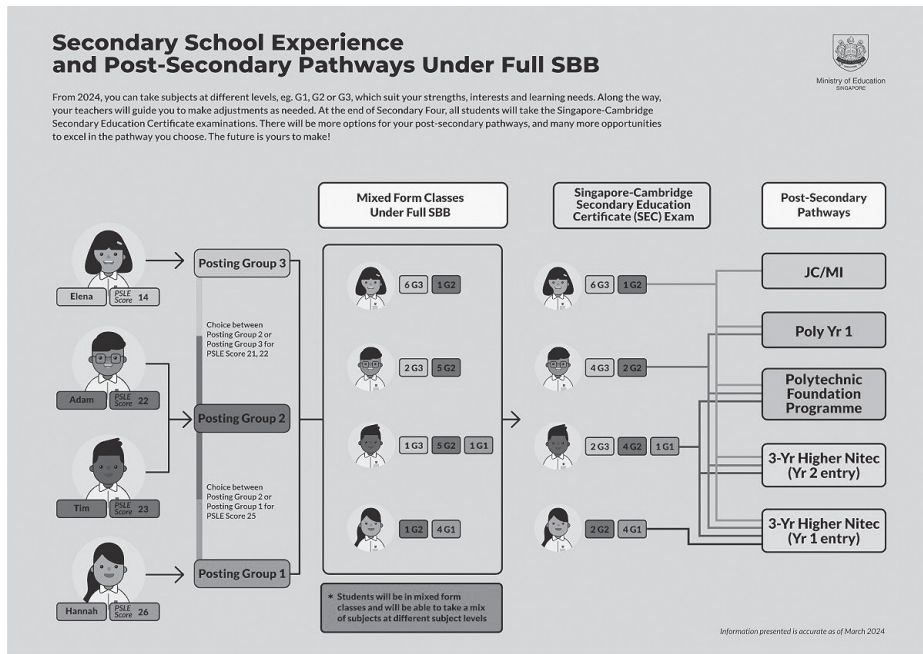 Secondary School Experience
and Post-Secondary Pathways Under Full SBB
Ministry of Education
SINGAPORE
From 2024, you can take subjects at different levels, eg. G1, G2 or G3, which suit your strengths, interests and learning needs. Along the way,
your teachers will guide you to make adjustments as needed. At the end of Secondary Four, all students will take the Singapore-Cambridge
Secondary Education Certificate examinations. There will be more options for your post-secondary pathways, and many more opportunities
to excel in the pathway you choose. The future is yours to make!
Mixed Form Classes
Under Full SBB
Singapore-Cambridge
Secondary Education
Certificate (SEC) Exam
Post-Secondary
Pathways
Elena
PSLE
Score 14
Adam
PSLE
Score 22
Tim
PSLE
Score 23
Hannah
PSLE
Score 26
Posting Group 3
Choice between
Posting Group 2 or
Posting Group 3 for
PSLE Score 21, 22
Posting Group 2
Choice between
Posting Group 2 or
Posting Group 1 for
PSLE Score 25
Posting Group 1
6 G3 1 G2
2 G3 5 G2
1 G3 5 G2 1 G1
1 G2 4 G1
* Students will be in mixed form
classes and will be able to take a mix
of subjects at different subject levels
6 G3 1 G2
4 G3 2 G2
2 G3 4 G2 1 G1
2 G2 4 G1
JC/MI
Poly Yr 1
Polytechnic
Foundation
Programme
3-Yr Higher Nitec
(Yr 2 entry)
3-Yr Higher Nitec
(Yr 1 entry)
Information presented is accurate as of March 2024